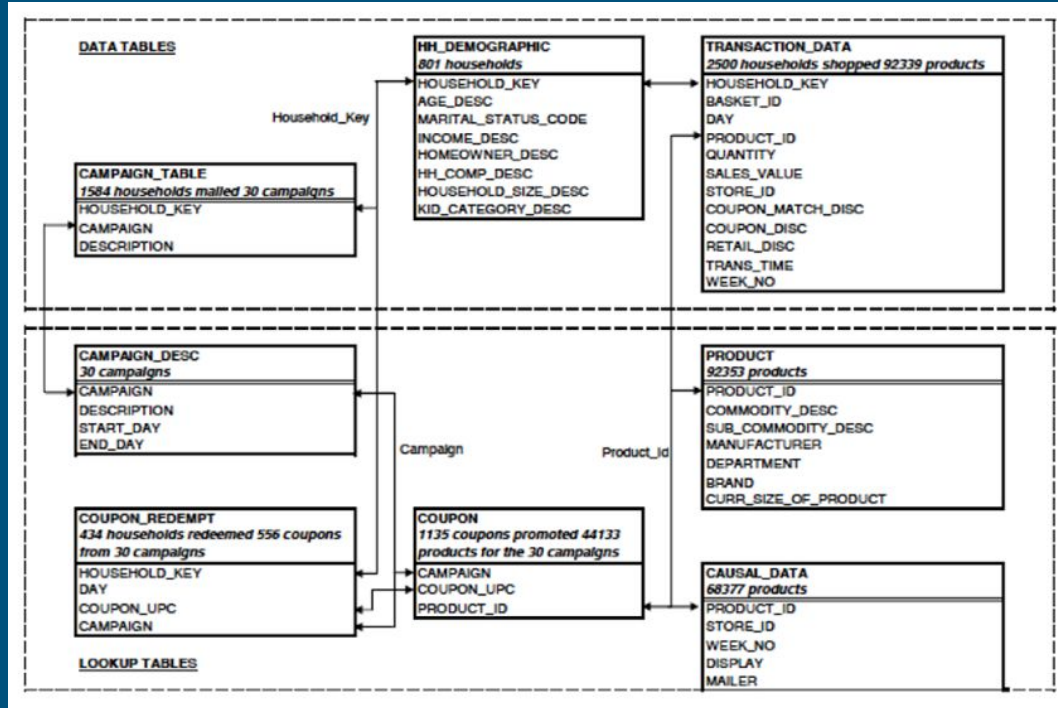 DATA TABLES
HH_DEMOGRAPHIC
801 households
HOUSEHOLD_KEY
AGE_DESC
MARITAL_STATUS_CODE
INCOME_DESC
HOMEOWNER_DESC
HH_COMP_DESC
HOUSEHOLD_SIZE_DESC
KID_CATEGORY_DESC
TRANSACTION_DATA
2500 households shopped 92339 products
HOUSEHOLD_KEY
BASKET_ID
DAY
PRODUCT_ID
QUANTITY
SALES_VALUE
STORE_ID
COUPON_MATCH_DISC
COUPON_DISC
RETAIL_DISC
TRANS_TIME
WEEK_NO
Household_Key
CAMPAIGN_TABLE
1584 households mailed 30 campaigns
HOUSEHOLD_KEY
CAMPAIGN
DESCRIPTION
CAMPAIGN_DESC
30 campaigns
CAMPAIGN
DESCRIPTION
START_DAY
END_DAY
Campaign
Product_Id
PRODUCT
92353 products
PRODUCT_ID
COMMODITY_DESC
SUB_COMMODITY_DESC
MANUFACTURER
DEPARTMENT
BRAND
CURR_SIZE_OF_PRODUCT
COUPON_REDEMPT
434 households redeemed 556 coupons
from 30 campaigns
HOUSEHOLD_KEY
DAY
COUPON_UPC
CAMPAIGN
COUPON
1135 coupons promoted 44133
products for the 30 campaigns
CAMPAIGN
COUPON_UPC
PRODUCT_ID
CAUSAL_DATA
68377 products
PRODUCT_ID
STORE_ID
WEEK_NO
DISPLAY
MAILER
LOOKUP TABLES